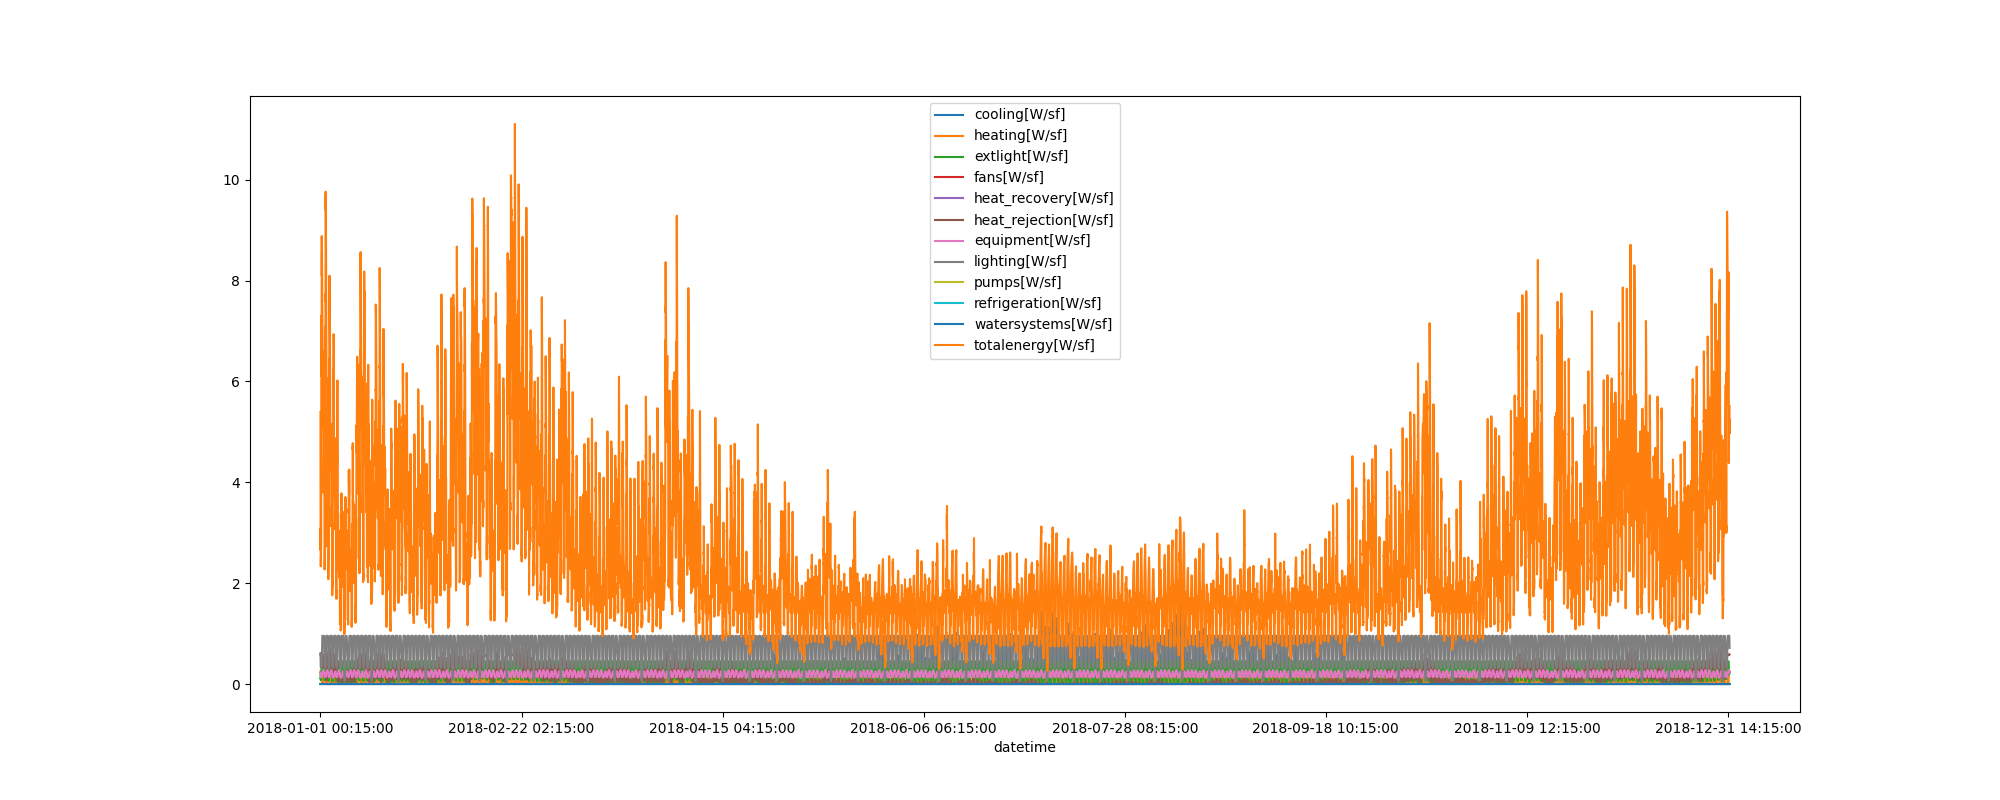 cooling[W/sf]
heating[W/sf]
extlight[W/sf]
fans[W/sf]
heat_recovery[W/sf]
heat_rejection[W/sf]
equipment[W/sf]
lighting[W/sf]
pumps[W/sf]
refrigeration[W/sf]
watersystems[W/sf]
totalenergy[W/sf]
10
8
6
4
2
0
2018-01-01 00:15:00 2018-02-22 02:15:00 2018-04-15 04:15:00 2018-06-06 06:15:00 2018-07-28 08:15:00 2018-09-18 10:15:00 2018-11-09 12:15:00 2018-12-31 14:15:00
datetime